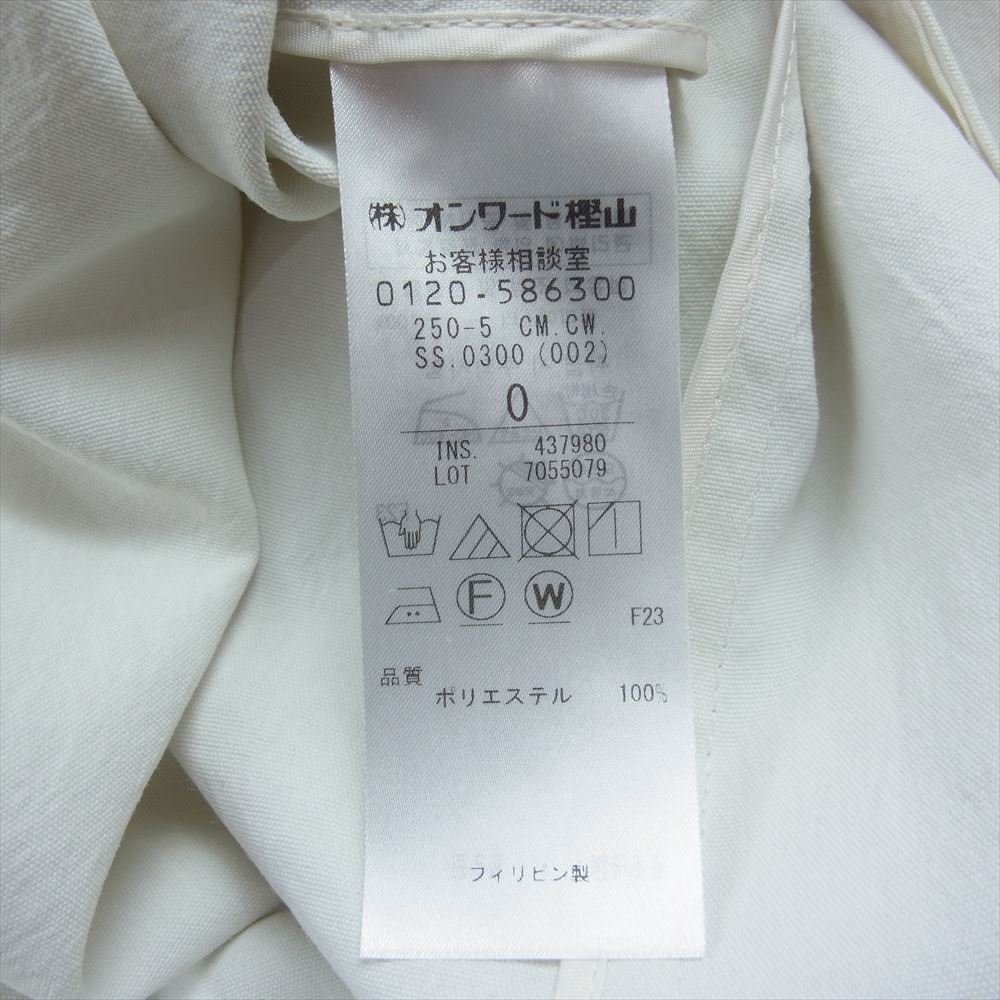 (株)オンワード樫山
お客様相談室
0120-586300
250-5 CM.CW.
SS.0300(002)
0
INS. 437980
LOT 7055079
F W
F23
品質
ポリエステル 100%
フィリピン製